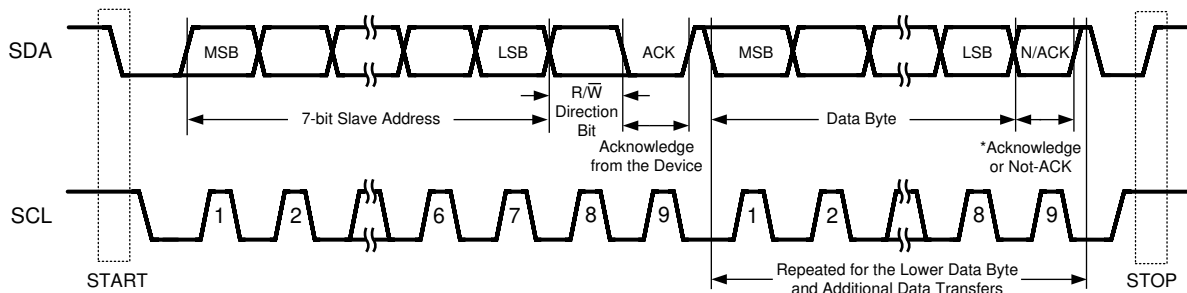 SDA
MSB
LSB
ACK
MSB
LSB
N/ACK
R/W̅
Direction
Bit
7-bit Slave Address
Data Byte
Acknowledge
from the Device
*Acknowledge
or Not-ACK
SCL
1
2
6
7
8
9
1
2
8
9
START
Repeated for the Lower Data Byte
and Additional Data Transfers
STOP